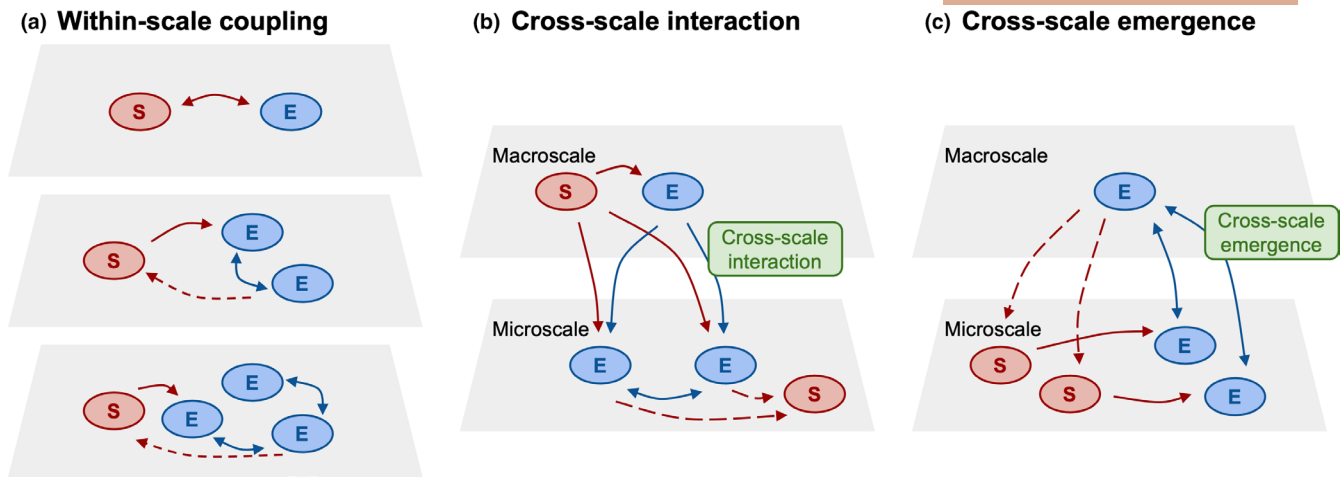 (a) Within-scale coupling
S
E
S
E
E
S
E
E
E
(b) Cross-scale interaction
Macroscale
S
E
Cross-scale
interaction
Microscale
E
E
S
(c) Cross-scale emergence
Macroscale
E
Cross-scale
emergence
Microscale
S
E
S
E